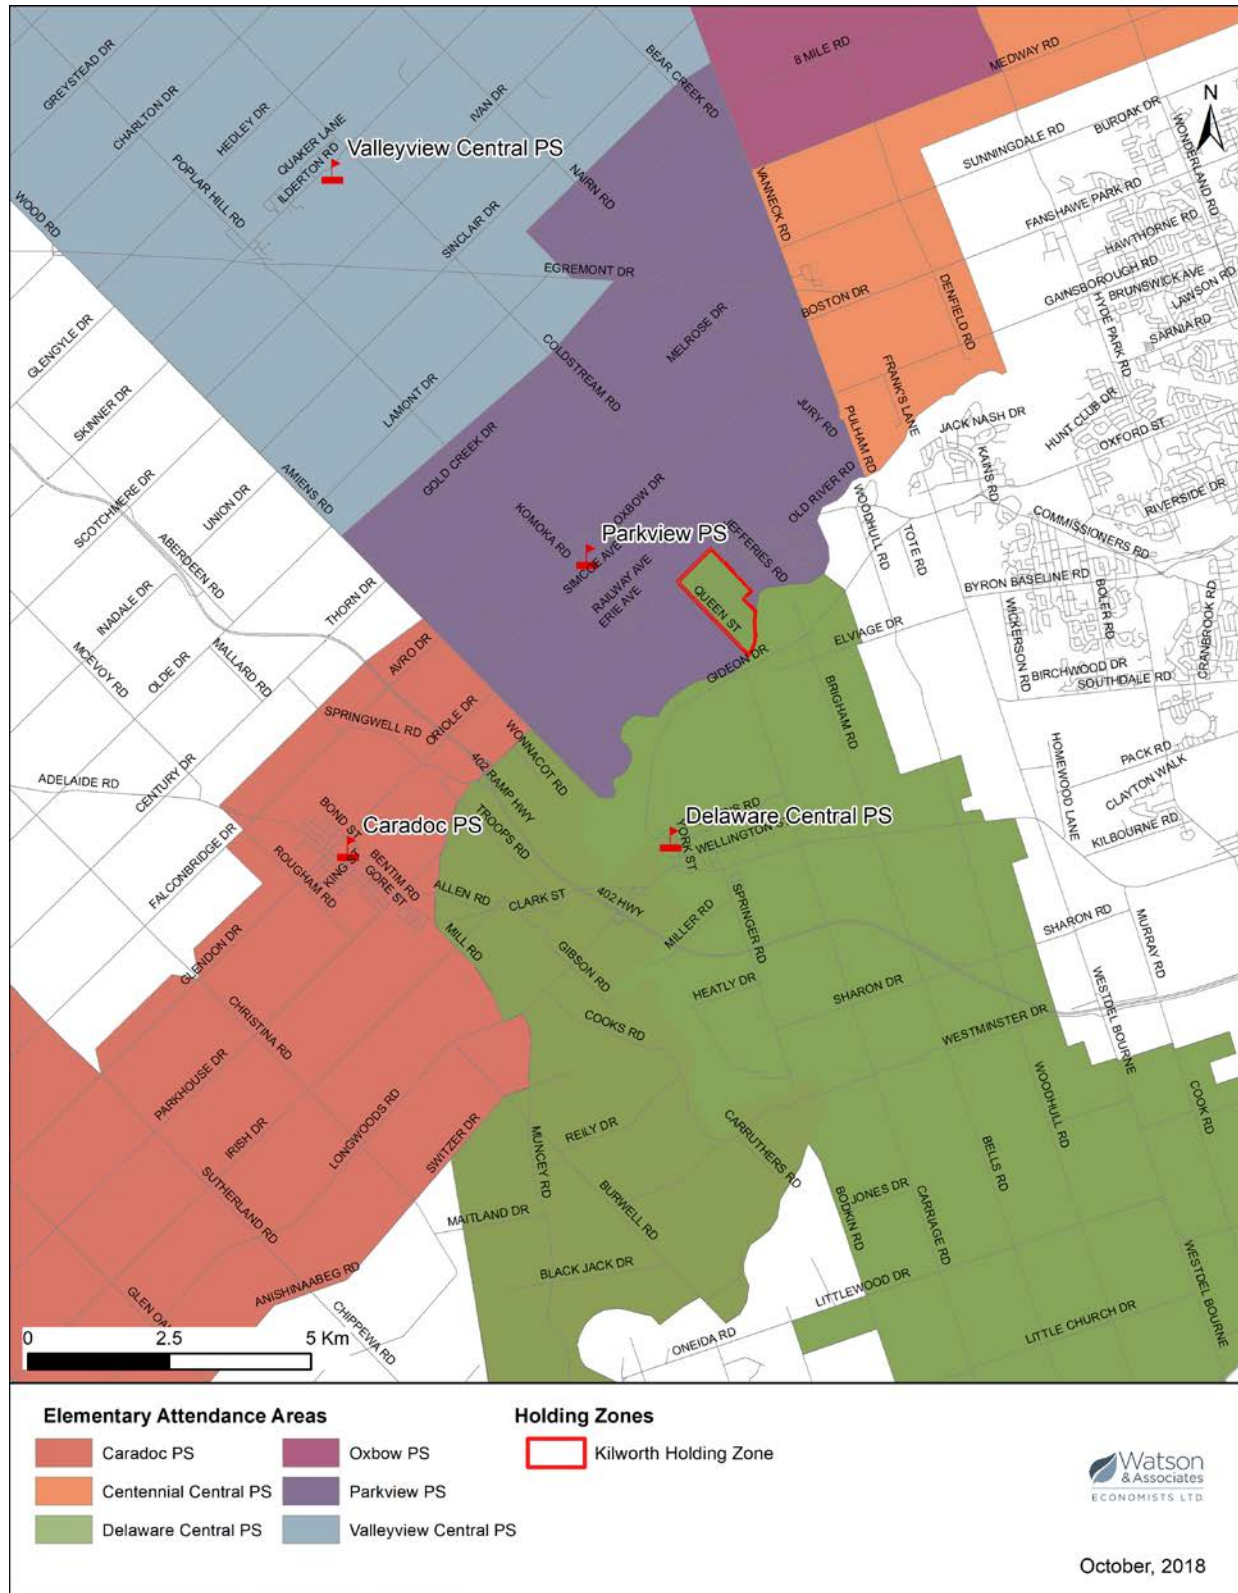 GREYSTEAD DR
CHARLTON DR
HEDLEY DR
QUAKER LANE
ILDERTON RD
IVAN DR
BEAR CREEK RD
8 MILE RD
MEDWAY RD
N
Valleyview Central PS
POPLAR HILL RD
WOOD RD
SINCLAIR DR
NAIRN RD
VANNECK RD
SUNNINGDALE RD
BUROAK DR
WONDERLAND RD
FANSHAWE PARK RD
HAWTHORNE RD
GAINSBOROUGH RD
BRUNSWICK AVE
LAWSON RD
SARNIA RD
HYDE PARK RD
EGREMONT DR
BOSTON DR
DENFIELD RD
GLENGYLE DR
SKINNER DR
COLDSTREAM RD
MELROSE DR
LAMONT DR
FRANK'S LANE
PULHAM RD
JACK NASH DR
HUNT CLUB DR
OXFORD ST
KAINS RD
RIVERSIDE DR
COMMISSIONERS RD
JURY RD
OLD RIVER RD
GOLD CREEK DR
AMIENS RD
SCOTCHMERE DR
UNION DR
ABERDEEN RD
KOMOKA RD
OXBOW DR
Parkview PS
SIMCOE AVE
RAILWAY AVE
ERIE AVE
JEFFERIES RD
QUEEN ST
WOODHULL RD
TOTE RD
BYRON BASELINE RD
BOLER RD
WICKERSON RD
CRANBROOK RD
BIRCHWOOD DR
SOUTHDALE RD
ELVIAGE DR
GIDEON DR
BRIGHAM RD
INADALE DR
THORN DR
MCEVOY RD
OLDE DR
MALLARD RD
AVRO DR
ORIOLE DR
SPRINGWELL RD
WONNACOT RD
402 RAMP HWY
ADELAIDE RD
CENTURY DR
HOMEWOOD LANE
PACK RD
CLAYTON WALK
KILBOURNE RD
BOND ST
Caradoc PS
TROOPS RD
Delaware Central PS
YORK ST
WELLINGTON S
FALCONBRIDGE DR
ROUGHAM RD
KING ST
BENTIM RD
GORE ST
ALLEN RD
CLARK ST
402 HWY
MILLER RD
SPRINGER RD
SHARON RD
MURRAY RD
GLENDON DR
MILL RD
GIBSON RD
HEATLY DR
SHARON DR
WESTDEL BOURNE
COOKS RD
WESTMINSTER DR
CHRISTINA RD
PARKHOUSE DR
IRISH DR
LONGWOODS RD
SWITZER DR
MUNCEY RD
REILY DR
CARRUTHERS RD
WOODHULL RD
COOK RD
BELLS RD
SUTHERLAND RD
MAITLAND DR
BURWELL RD
BODKIN RD
JONES DR
CARRIAGE RD
BLACK JACK DR
ANISHINAABEG RD
CHIPPEWA RD
LITTLEWOOD DR
WESTDEL BOURNE
LITTLE CHURCH DR
ONEIDA RD
0 2.5 5 Km
Elementary Attendance Areas
Caradoc PS
Centennial Central PS
Delaware Central PS
Oxbow PS
Parkview PS
Valleyview Central PS
Holding Zones
Kilworth Holding Zone
Watson
& Associates
ECONOMISTS LTD.
October, 2018